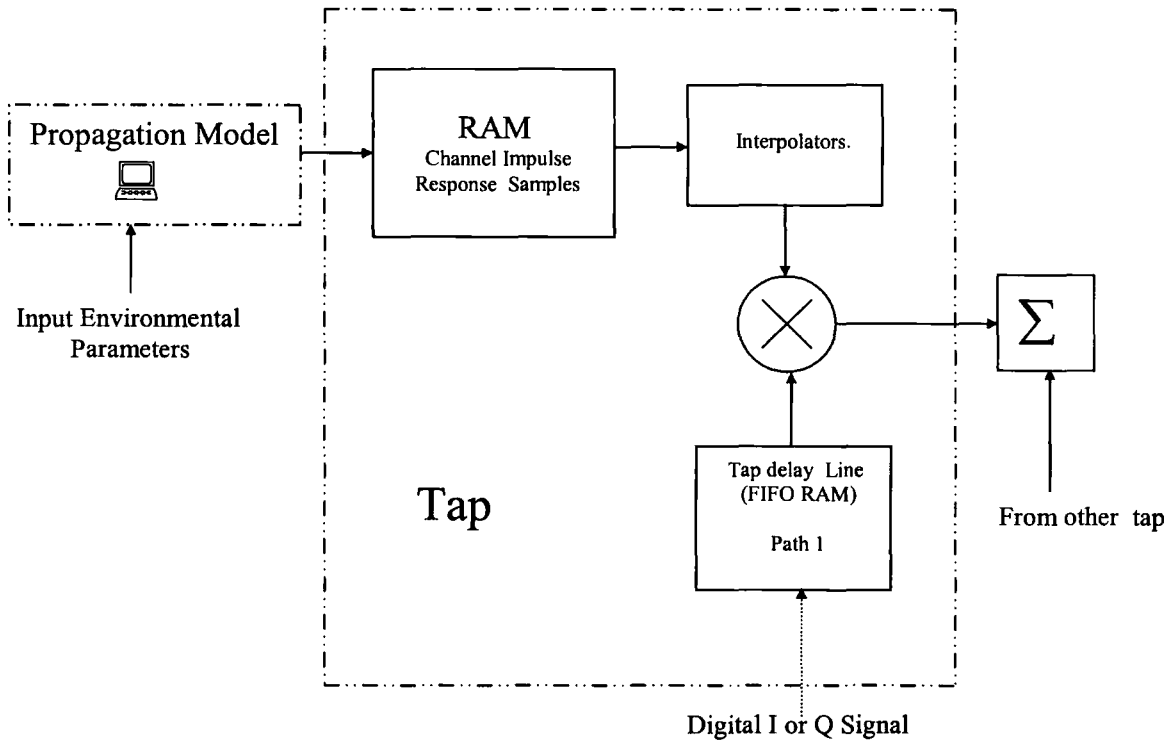 Propagation Model
Input Environmental
Parameters
RAM
Channel Impulse
Response Samples
Interpolators.
Σ
Tap
Tap delay Line
(FIFO RAM)
Path 1
From other tap
Digital I or Q Signal